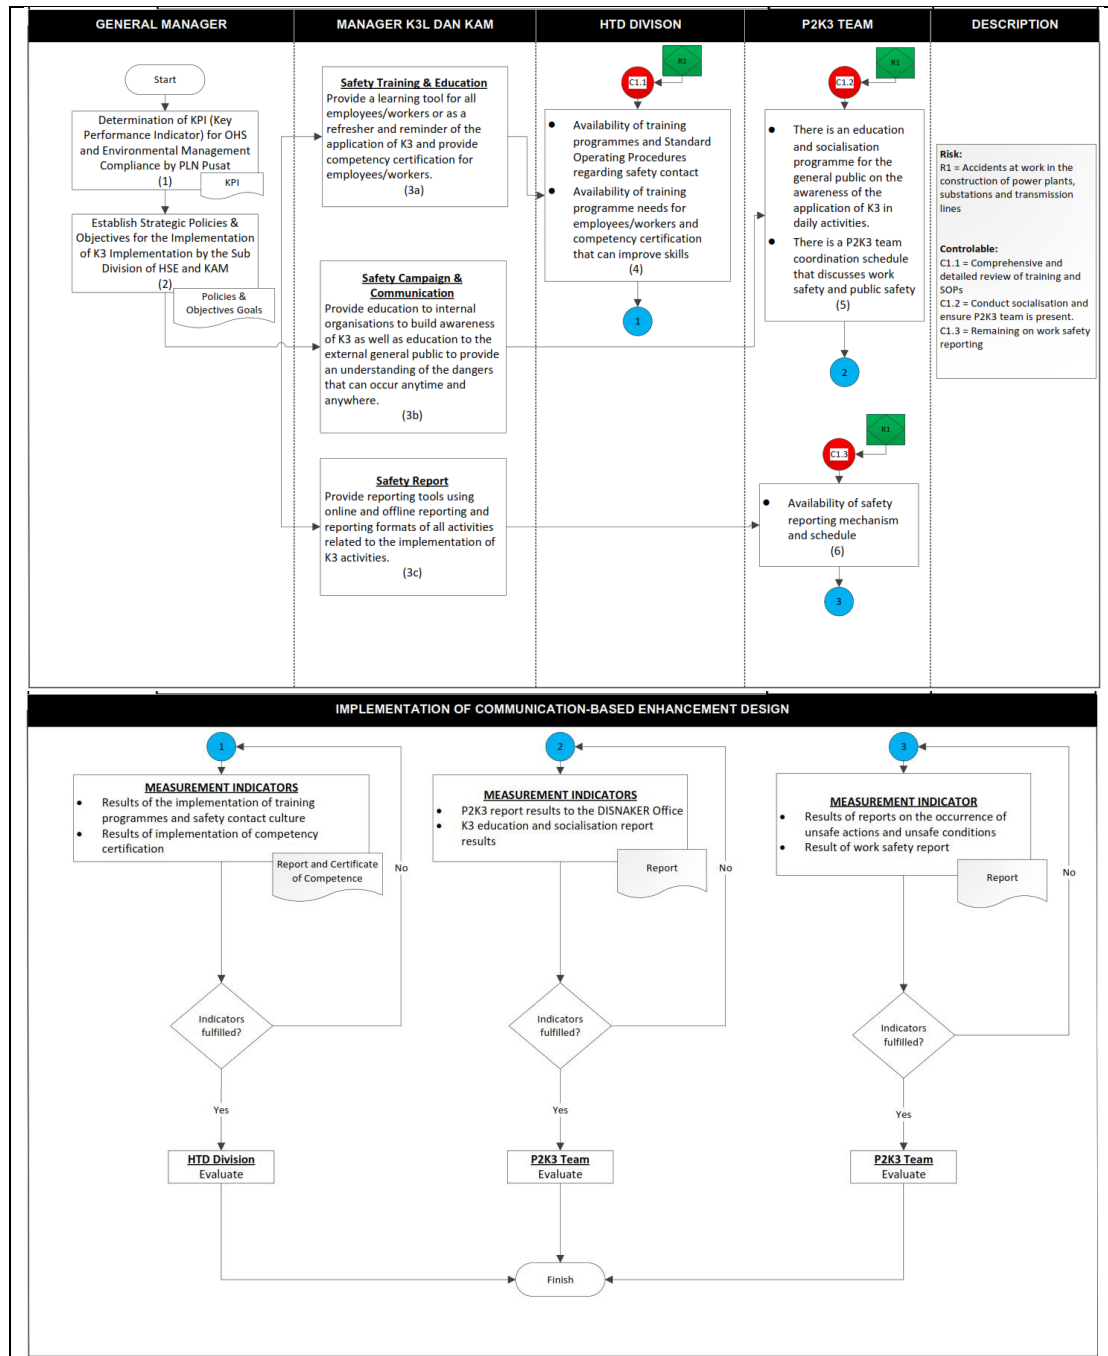 GENERAL MANAGER
MANAGER K3L DAN KAM
HTD DIVISON
P2K3 TEAM
DESCRIPTION
Start
Determination of KPI (Key
Performance Indicator) for OHS
and Environmental Management
Compliance by PLN Pusat
(1)
KPI
Establish Strategic Policies &
Objectives for the Implementation
of K3 Implementation by the Sub
Division of HSE and KAM
(2)
Policies &
Objectives Goals
Safety Training & Education
Provide a learning tool for all
employees/workers or as a
refresher and reminder of the
application of K3 and provide
competency certification for
employees/workers.
(3a)
Safety Campaign &
Communication
Provide education to internal
organisations to build awareness
of K3 as well as education to the
external general public to provide
an understanding of the dangers
that can occur anytime and
anywhere.
(3b)
Safety Report
Provide reporting tools using
online and offline reporting and
reporting formats of all activities
related to the implementation of
K3 activities.
(3c)
R1
C1.1
● Availability of training
programmes and Standard
Operating Procedures
regarding safety contact
● Availability of training
programme needs for
employees/workers and
competency certification
that can improve skills
(4)
1
R1
C1.2
● There is an education
and socialisation
programme for the
general public on the
awareness of the
application of K3 in
daily activities.
● There is a P2K3 team
coordination schedule
that discusses work
safety and public safety
(5)
2
R1
C1.3
● Availability of safety
reporting mechanism
and schedule
(6)
3
Risk:
R1 = Accidents at work in the
construction of power plants,
substations and transmission
lines
Controlable:
C1.1 = Comprehensive and
detailed review of training and
SOPs
C1.2 = Conduct socialisation and
ensure P2K3 team is present.
C1.3 = Remaining on work safety
reporting
IMPLEMENTATION OF COMMUNICATION-BASED ENHANCEMENT DESIGN
1
MEASUREMENT INDICATORS
● Results of the implementation of training
programmes and safety contact culture
● Results of implementation of competency
certification
Report and Certificate
of Competence
No
Indicators
fulfilled?
Yes
HTD Division
Evaluate
2
MEASUREMENT INDICATORS
● P2K3 report results to the DISNAKER Office
● K3 education and socialisation report
results
Report
No
Indicators
fulfilled?
Yes
P2K3 Team
Evaluate
3
MEASUREMENT INDICATOR
● Results of reports on the occurrence of
unsafe actions and unsafe conditions
● Result of work safety report
Report
No
Indicators
fulfilled?
Yes
P2K3 Team
Evaluate
Finish